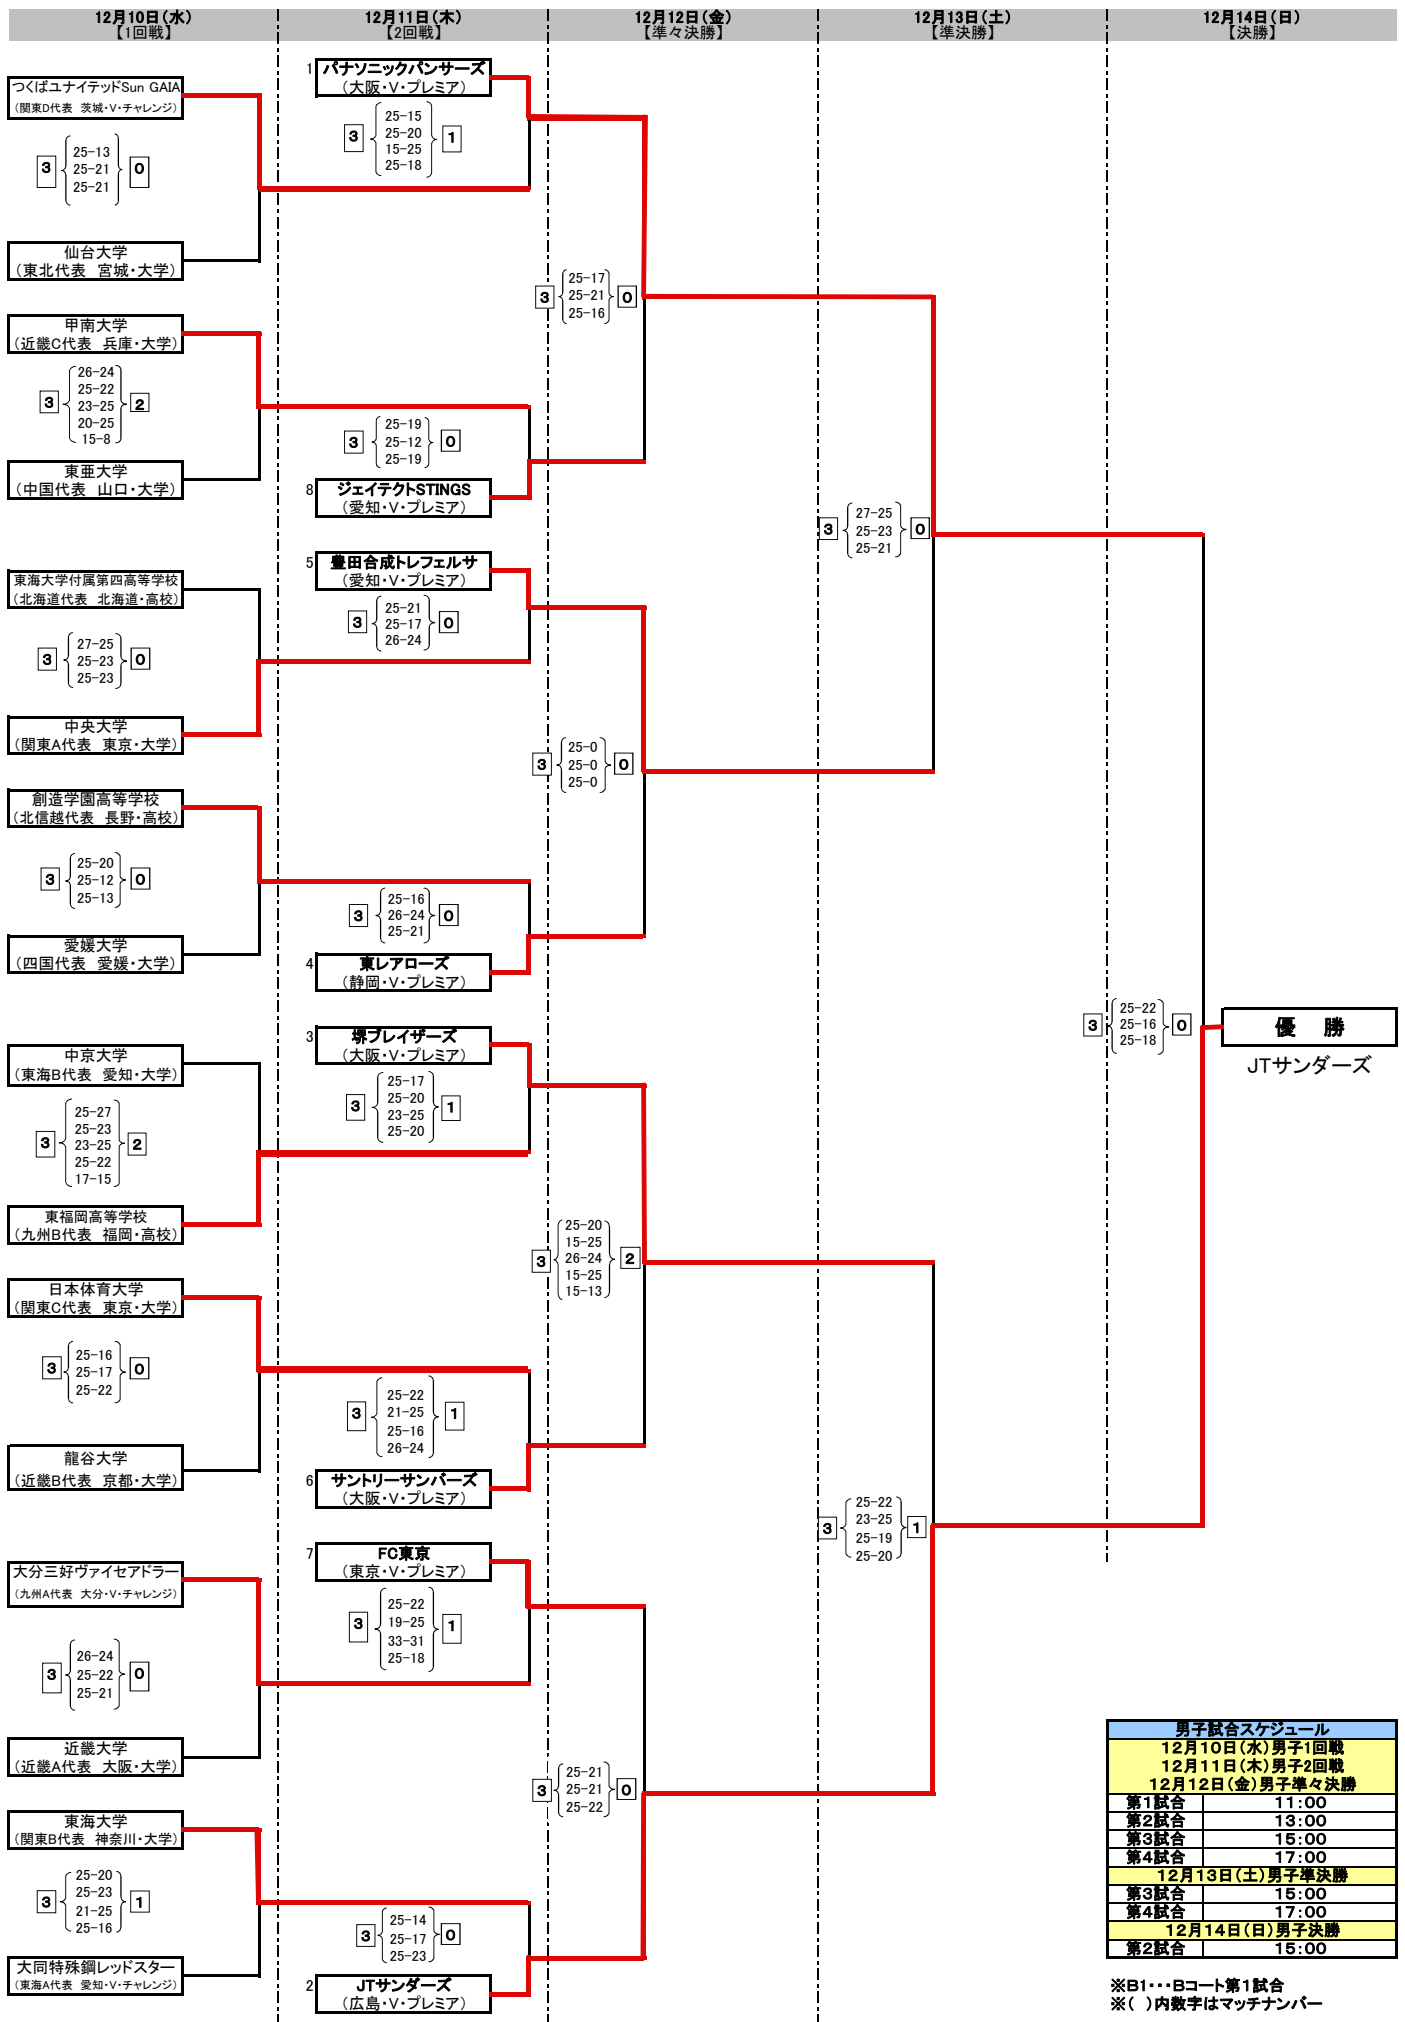 12月10日(水)
【1回戦】
12月11日(木)
【2回戦】
12月12日(金)
【準々決勝】
12月13日(土)
【準決勝】
12月14日(日)
【決勝】
つくばユナイテッドSun GAIA
(関東D代表 茨城・V・チャレンジ)
3
25-13
25-21
25-21
0
仙台大学
(東北代表 宮城・大学)
甲南大学
(近畿C代表 兵庫・大学)
3
26-24
25-22
23-25
20-25
15-8
2
東亜大学
(中国代表 山口・大学)
東海大学付属第四高等学校
(北海道代表 北海道・高校)
3
27-25
25-23
25-23
0
中央大学
(関東A代表 東京・大学)
創造学園高等学校
(北信越代表 長野・高校)
3
25-20
25-12
25-13
0
愛媛大学
(四国代表 愛媛・大学)
中京大学
(東海B代表 愛知・大学)
3
25-27
25-23
23-25
25-22
17-15
2
東福岡高等学校
(九州B代表 福岡・高校)
日本体育大学
(関東C代表 東京・大学)
3
25-16
25-17
25-22
0
龍谷大学
(近畿B代表 京都・大学)
大分三好ヴァイセアドラー
(九州A代表 大分・V・チャレンジ)
3
26-24
25-22
25-21
0
近畿大学
(近畿A代表 大阪・大学)
東海大学
(関東B代表 神奈川・大学)
3
25-20
25-23
21-25
25-16
1
大同特殊鋼レッドスター
(東海A代表 愛知・V・チャレンジ)
1
パナソニックパンサーズ
(大阪・V・プレミア)
3
25-15
25-20
15-25
25-18
1
3
25-19
25-12
25-19
0
8
ジェイテクトSTINGS
(愛知・V・プレミア)
5
豊田合成トレフェルサ
(愛知・V・プレミア)
3
25-21
25-17
26-24
0
3
25-16
26-24
25-21
0
4
東レアローズ
(静岡・V・プレミア)
3
堺ブレイザーズ
(大阪・V・プレミア)
3
25-17
25-20
23-25
25-20
1
3
25-22
21-25
25-16
26-24
1
6
サントリーサンバーズ
(大阪・V・プレミア)
7
FC東京
(東京・V・プレミア)
3
25-22
19-25
33-31
25-18
1
3
25-14
25-17
25-23
0
2
JTサンダーズ
(広島・V・プレミア)
3
25-17
25-21
25-16
0
3
25-0
25-0
25-0
0
3
25-20
15-25
26-24
15-25
15-13
2
3
25-21
25-21
25-22
0
3
27-25
25-23
25-21
0
3
25-22
23-25
25-19
25-20
1
3
25-22
25-16
25-18
0
優 勝
JTサンダーズ
男子試合スケジュール
12月10日(水)男子1回戦
12月11日(木)男子2回戦
12月12日(金)男子準々決勝
第1試合 11:00
第2試合 13:00
第3試合 15:00
第4試合 17:00
12月13日(土)男子準決勝
第3試合 15:00
第4試合 17:00
12月14日(日)男子決勝
第2試合 15:00
※B1・・・Bコート第1試合
※( )内数字はマッチナンバー